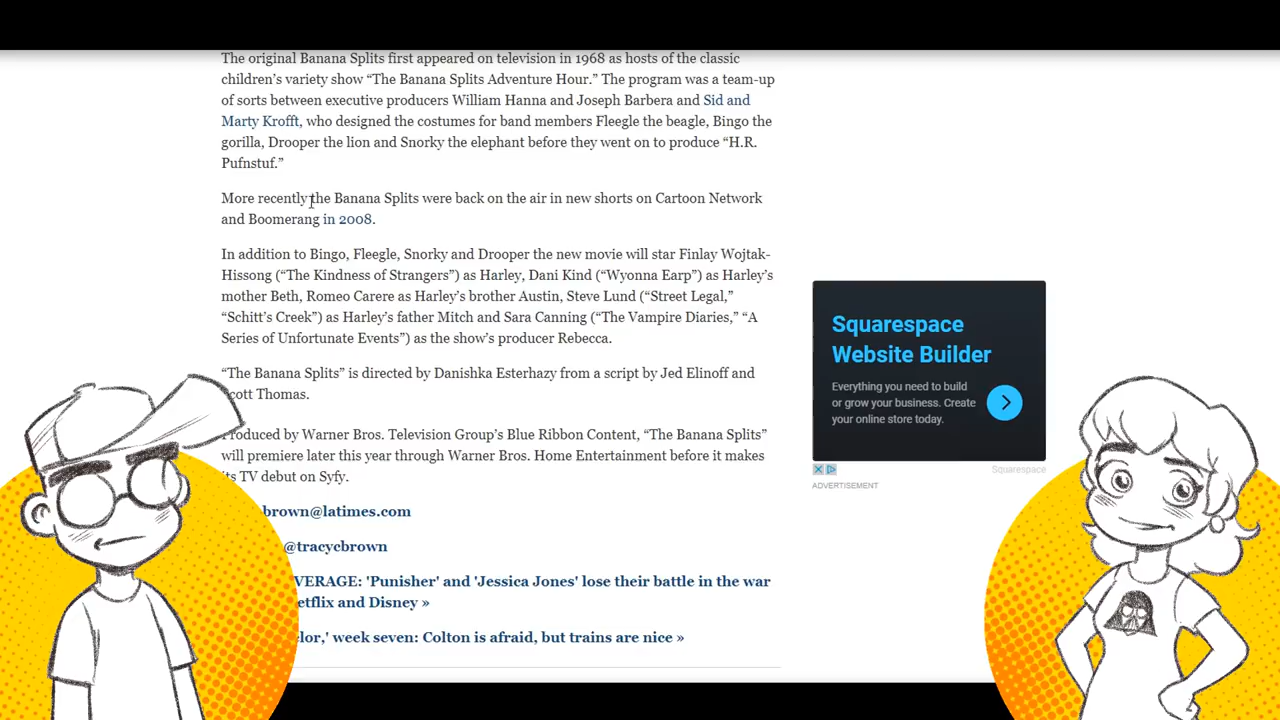 The original Banana Splits first appeared on television in 1968 as hosts of the classic
children's variety show “The Banana Splits Adventure Hour.” The program was a team-up
of sorts between executive producers William Hanna and Joseph Barbera and Sid and
Marty Krofft, who designed the costumes for band members Fleegle the beagle, Bingo the
gorilla, Drooper the lion and Snorky the elephant before they went on to produce “H.R.
Pufnstuf.”
More recently the Banana Splits were back on the air in new shorts on Cartoon Network
and Boomerang in 2008.
In addition to Bingo, Fleegle, Snorky and Drooper the new movie will star Finlay Wojtak-
Hissong (“The Kindness of Strangers”) as Harley, Dani Kind (“Wyonna Earp”) as Harley's
mother Beth, Romeo Carere as Harley's brother Austin, Steve Lund (“Street Legal,”
“Schitt's Creek”) as Harley's father Mitch and Sara Canning (“The Vampire Diaries,” “A
Series of Unfortunate Events”) as the show's producer Rebecca.
“The Banana Splits” is directed by Danishka Esterhazy from a script by Jed Elinoff and
cott Thomas.
Produced by Warner Bros. Television Group's Blue Ribbon Content, “The Banana Splits”
will premiere later this year through Warner Bros. Home Entertainment before it makes
its TV debut on Syfy.
brown@latimes.com
@tracycbrown
VERAGE: 'Punisher' and 'Jessica Jones' lose their battle in the war
etflix and Disney »
elor,' week seven: Colton is afraid, but trains are nice »
Squarespace
Website Builder
Everything you need to build
or grow your business. Create
your online store today.
Squarespace
ADVERTISEMENT